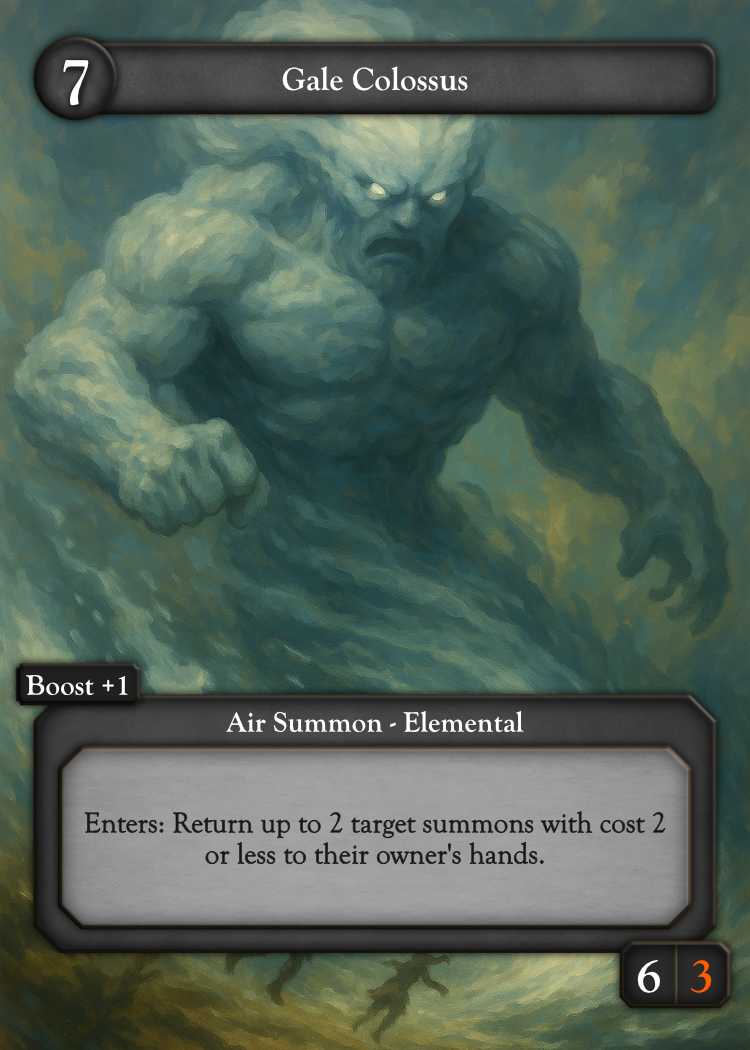 7
Gale Colossus
Boost +1
Air Summon - Elemental
Enters: Return up to 2 target summons with cost 2
or less to their owner's hands.
6 3